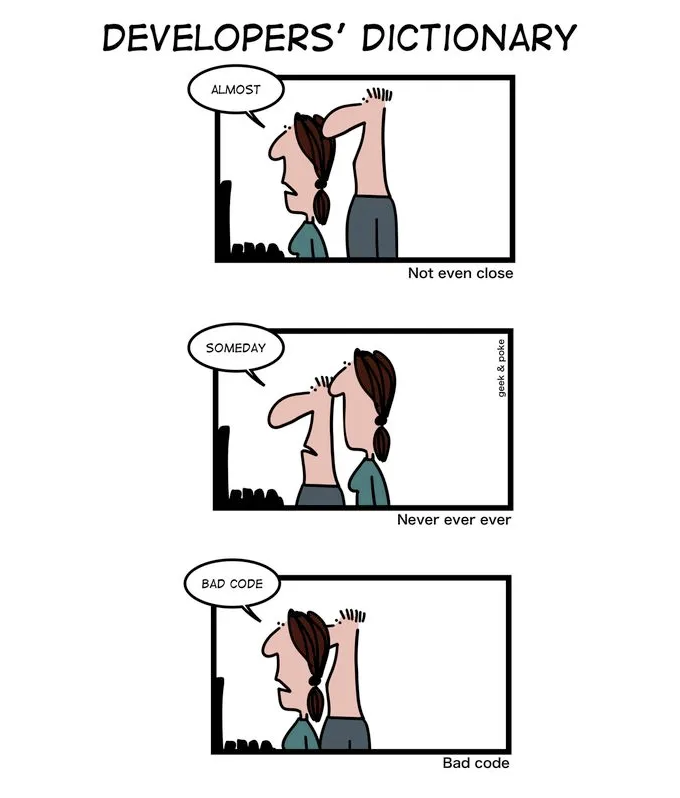 DEVELOPERS' DICTIONARY
ALMOST
Not even close
SOMEDAY
geek & poke
Never ever ever
BAD CODE
Bad code